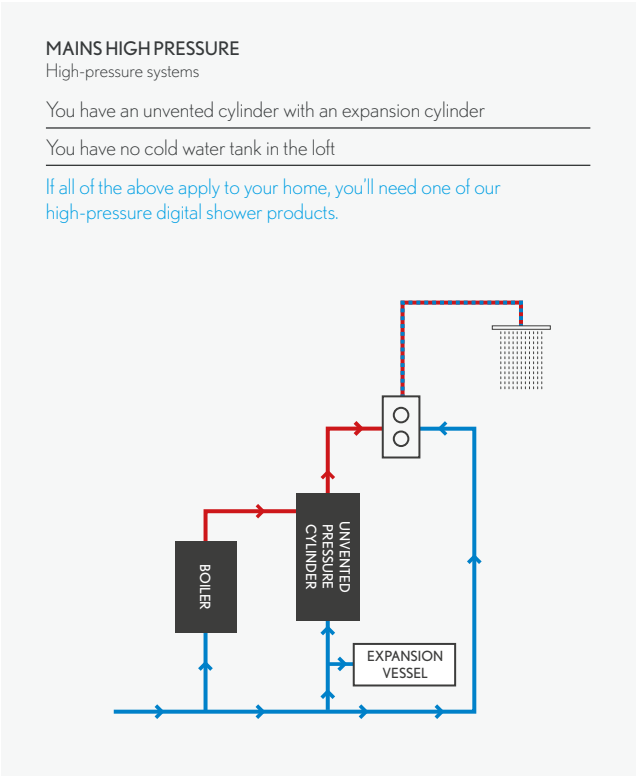 MAINS HIGH PRESSURE
High-pressure systems
You have an unvented cylinder with an expansion cylinder
You have no cold water tank in the loft
If all of the above apply to your home, you'll need one of our
high-pressure digital shower products.
UNVENTED
PRESSURE
CYLINDER
BOILER
EXPANSION
VESSEL